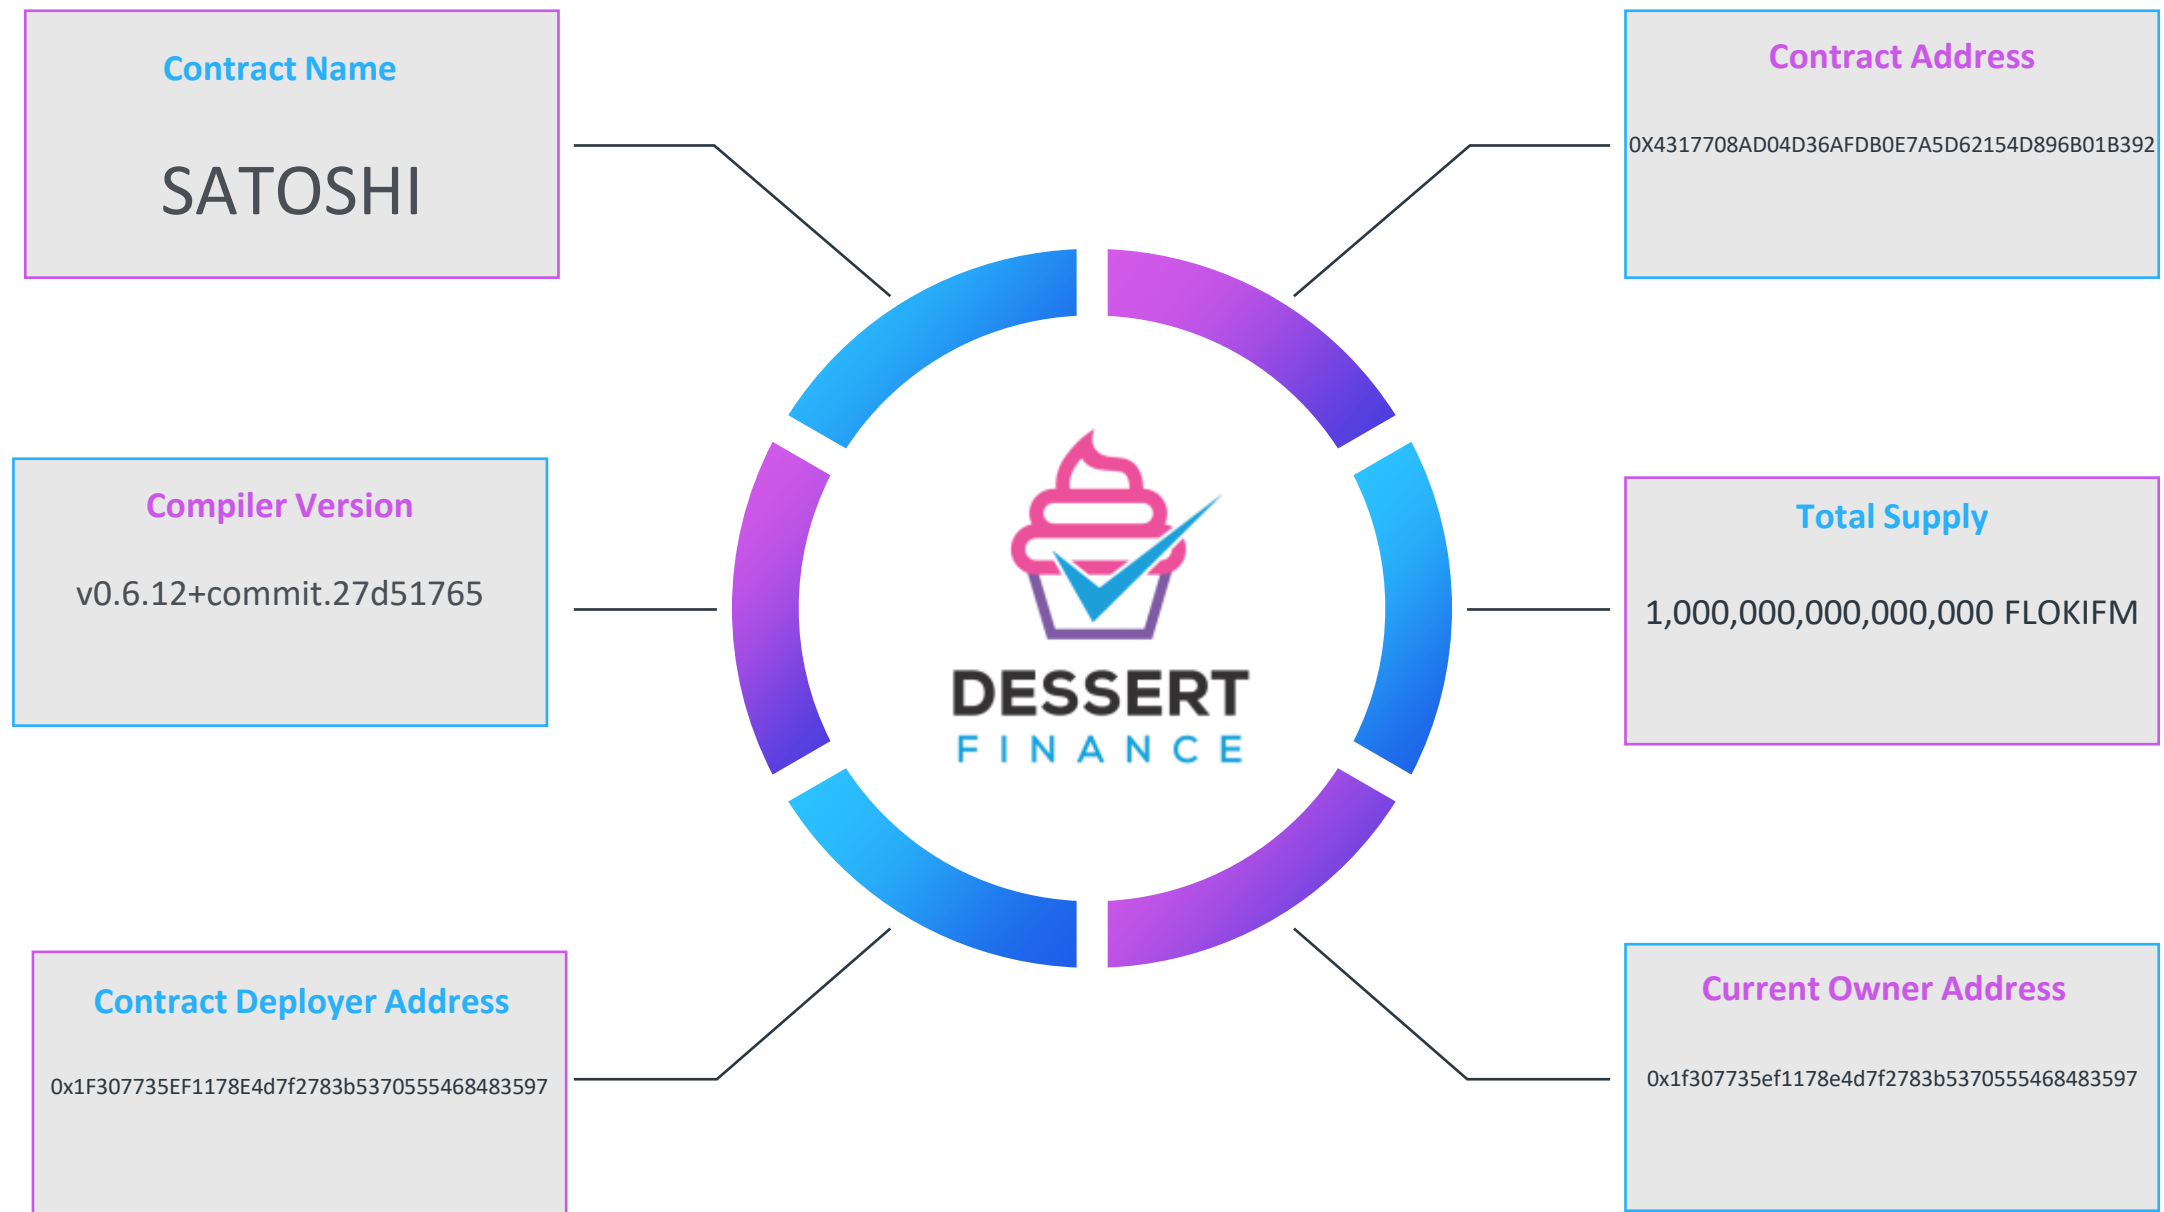 Contract Name
SATOSHI
Contract Address
0X4317708AD04D36AFDB0E7A5D62154D896B01B392
Compiler Version
v0.6.12+commit.27d51765
Total Supply
1,000,000,000,000,000 FLOKIFM
DESSERT
FINANCE
Contract Deployer Address
0x1F307735EF1178E4d7f2783b5370555468483597
Current Owner Address
0x1f307735ef1178e4d7f2783b5370555468483597